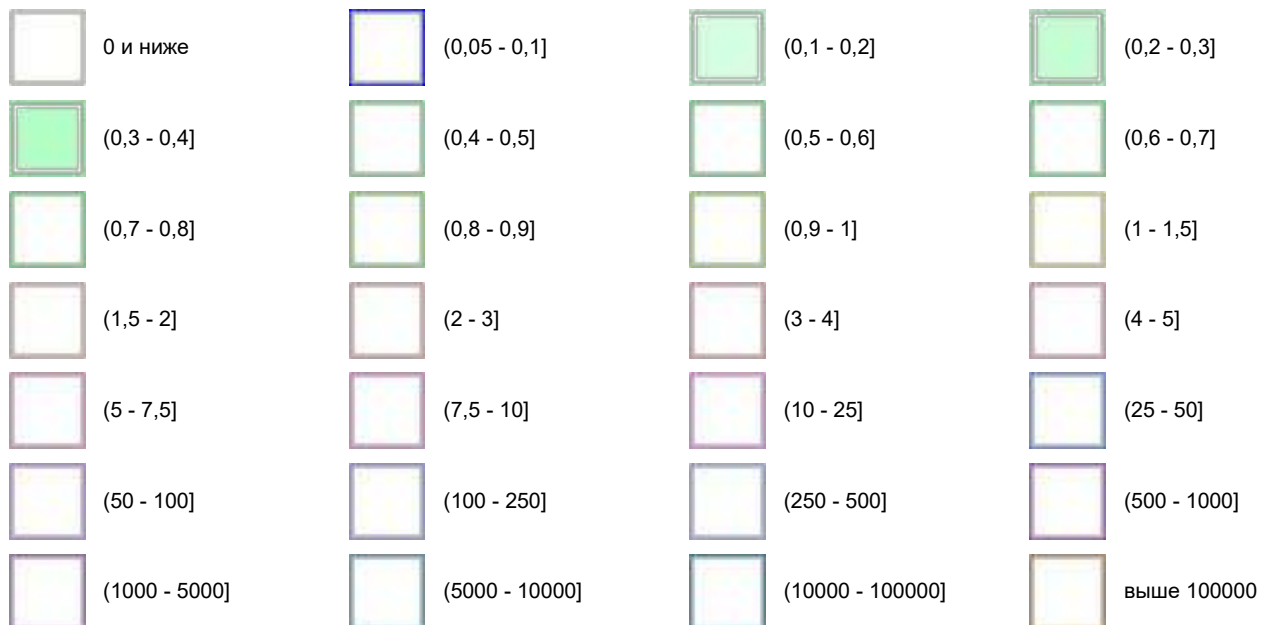 0 и ниже
(0,05 - 0,1]
(0,1 - 0,2]
(0,2 - 0,3]
(0,3 - 0,4]
(0,4 - 0,5]
(0,5 - 0,6]
(0,6 - 0,7]
(0,7 - 0,8]
(0,8 - 0,9]
(0,9 - 1]
(1 - 1,5]
(1,5 - 2]
(2 - 3]
(3 - 4]
(4 - 5]
(5 - 7,5]
(7,5 - 10]
(10 - 25]
(25 - 50]
(50 - 100]
(100 - 250]
(250 - 500]
(500 - 1000]
(1000 - 5000]
(5000 - 10000]
(10000 - 100000]
выше 100000